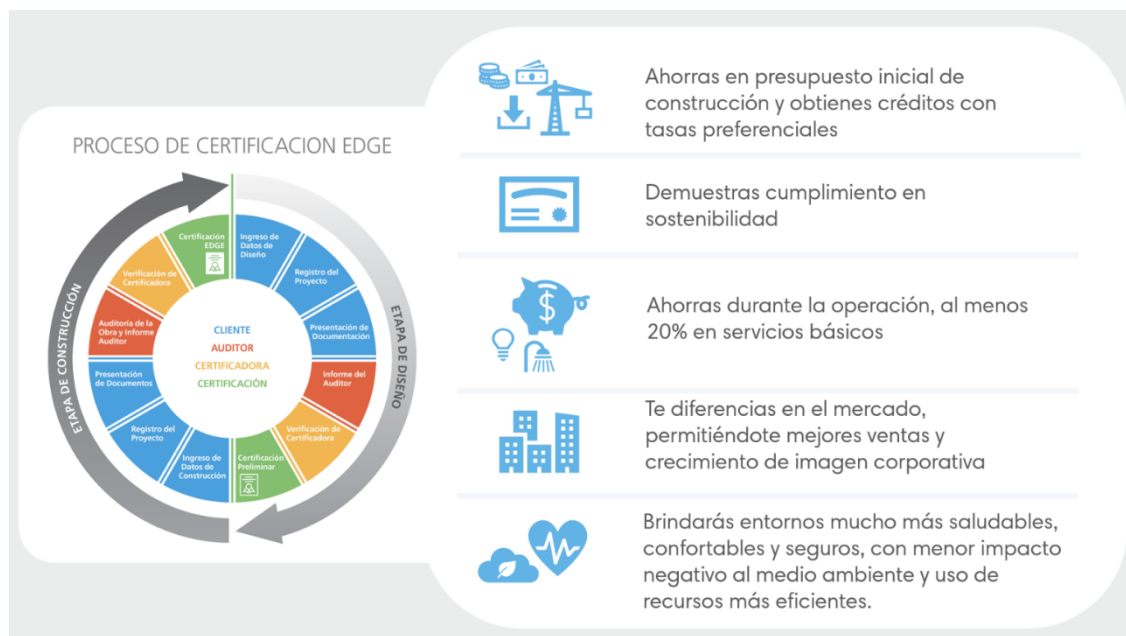 PROCESO DE CERTIFICACION EDGE
ETAPA DE DISEÑO
Ingreso de
Datos de
Diseño
Registro del
Proyecto
Presentación de
Documentación
Informe del
Auditor
Verificación de
Certificadora
Certificación
Preliminar
ETAPA DE CONSTRUCCIÓN
Ingreso de
Datos de
Construcción
Registro del
Proyecto
Presentación
de Documentos
Auditoría de la
Obra y Informe
Auditor
Verificación de
Certificadora
Certificación
EDGE
CLIENTE
AUDITOR
CERTIFICADORA
CERTIFICACIÓN
Ahorras en presupuesto inicial de
construcción y obtienes créditos con
tasas preferenciales
Demuestras cumplimiento en
sostenibilidad
$
Ahorras durante la operación, al menos
20% en servicios básicos
Te diferencias en el mercado,
permitiéndote mejores ventas y
crecimiento de imagen corporativa
Brindarás entornos mucho más saludables,
confortables y seguros, con menor impacto
negativo al medio ambiente y uso de
recursos más eficientes.